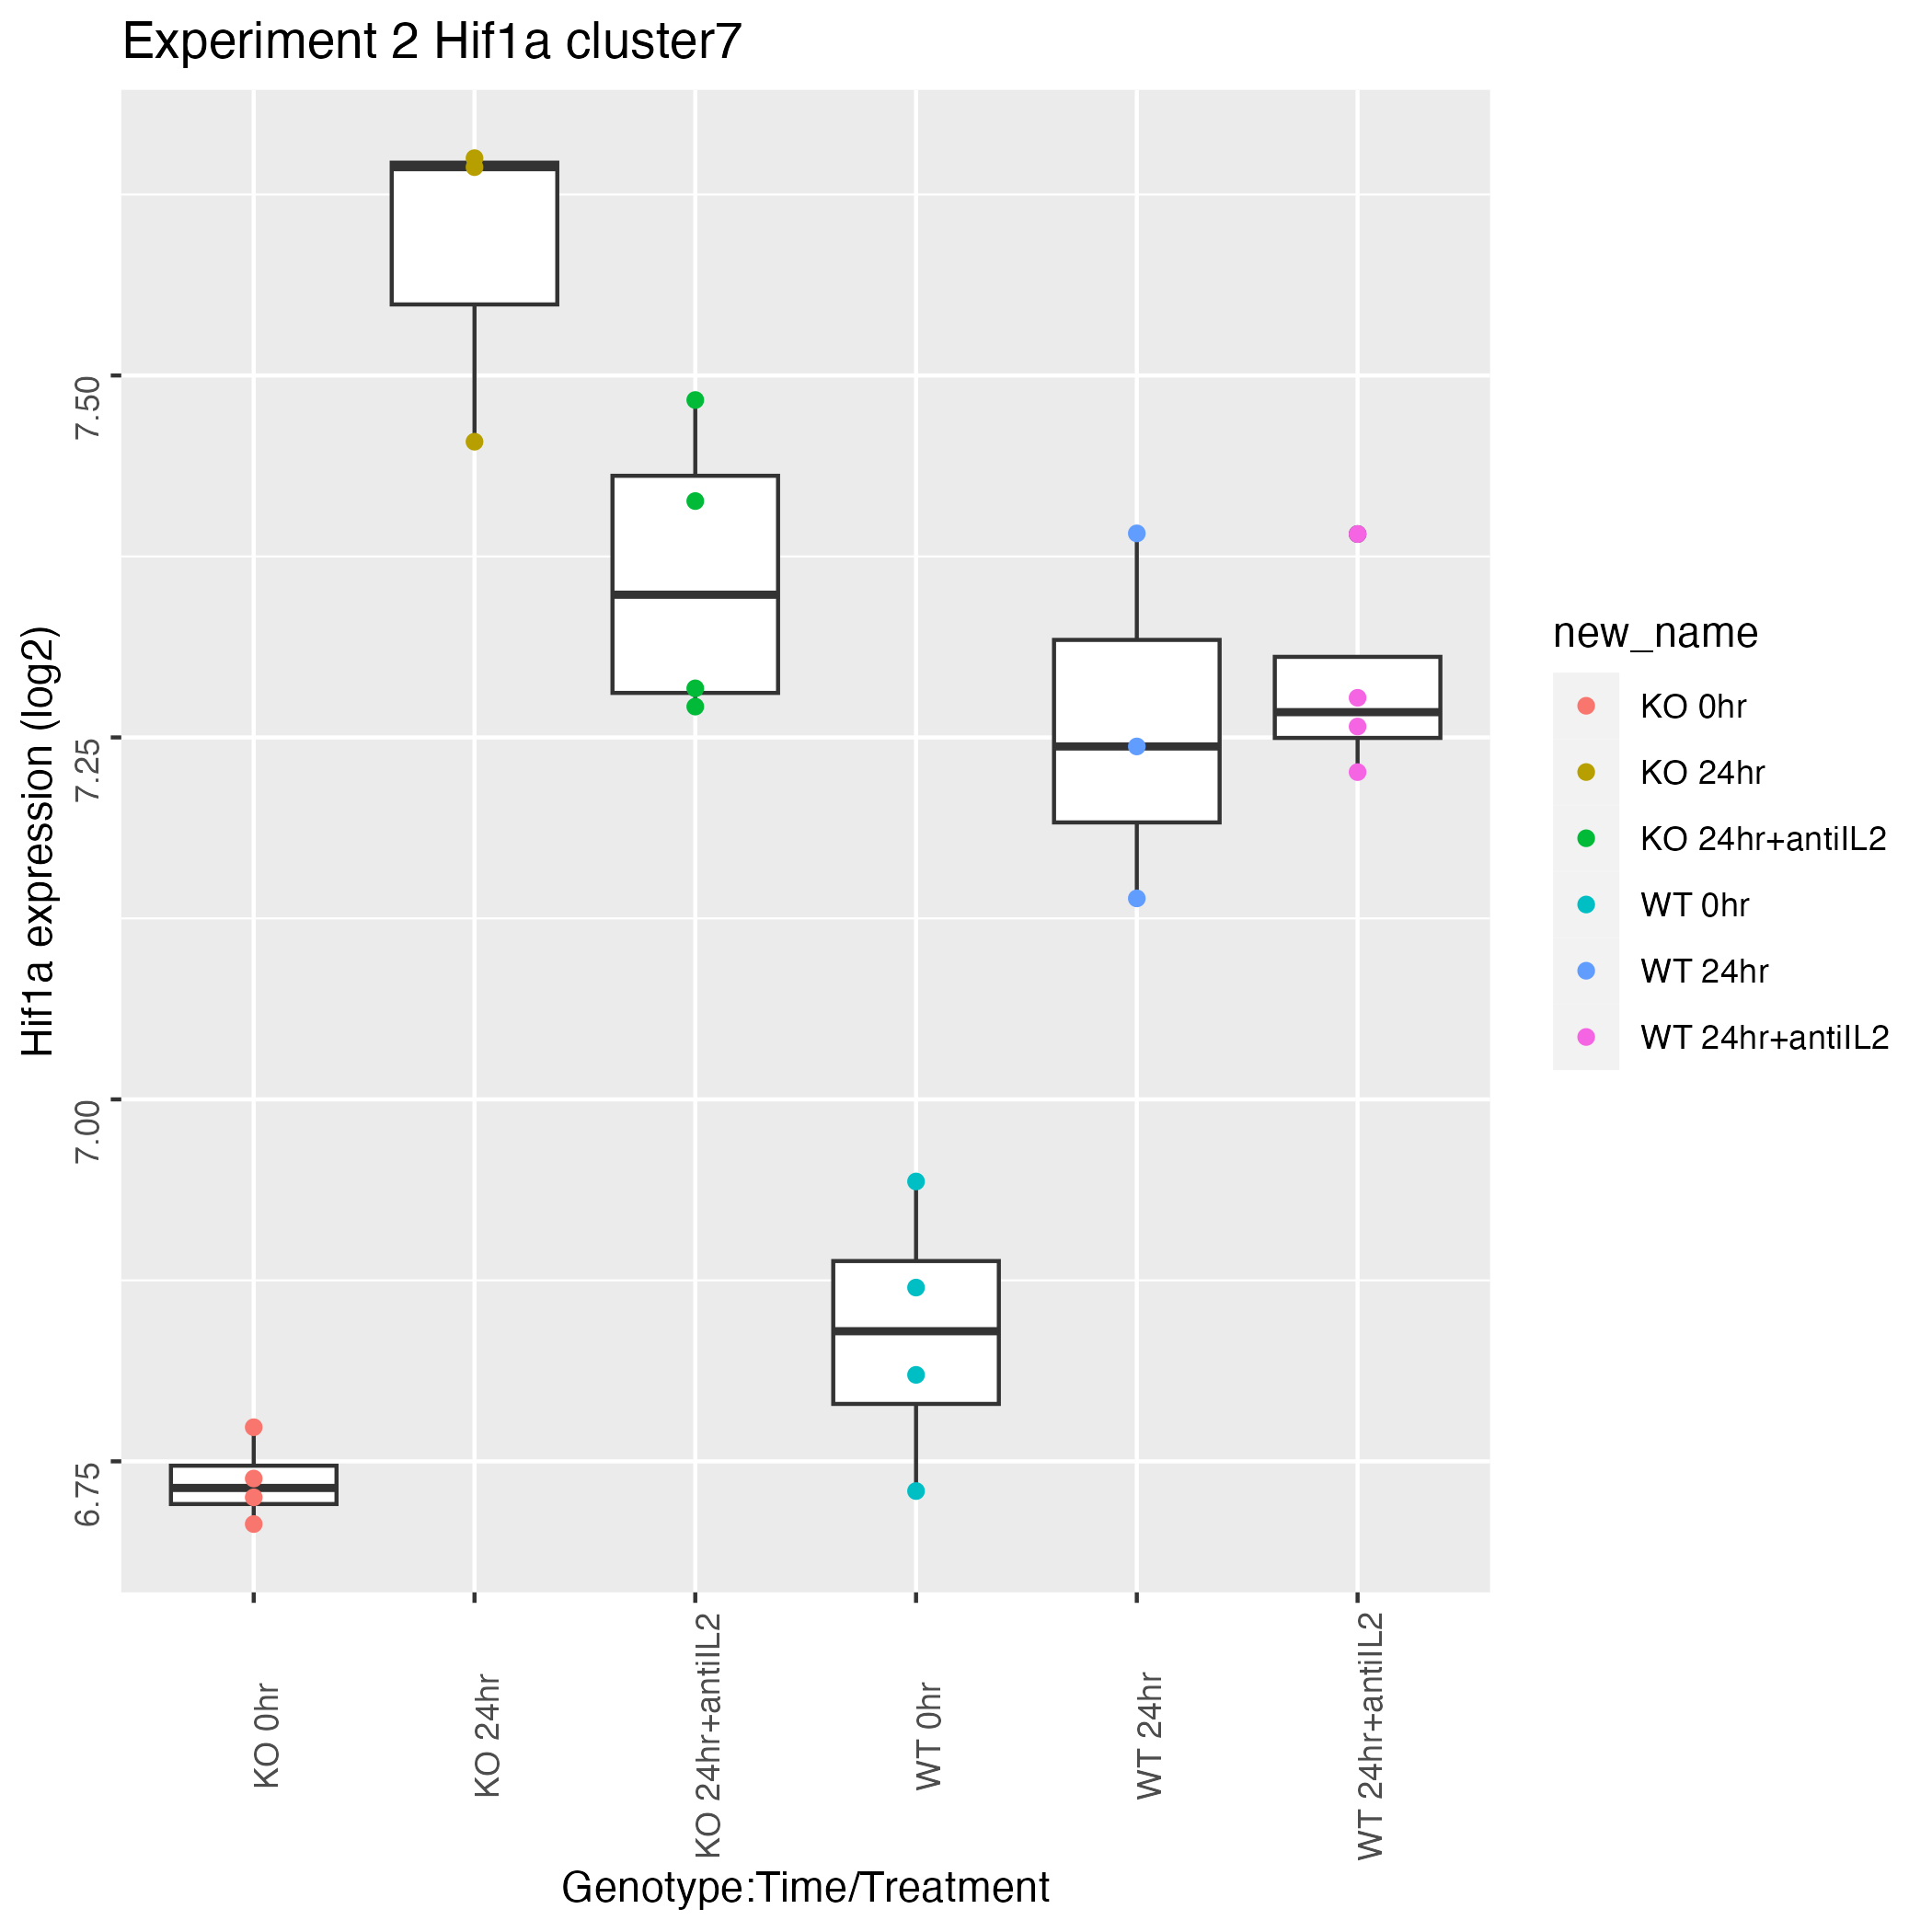 Experiment 2 Hif1a cluster7
Hif1a expression (log2)
7.50
7.25
7.00
6.75
KO 0hr
KO 24hr
KO 24hr+antiIL2
WT 0hr
WT 24hr
WT 24hr+antiIL2
Genotype:Time/Treatment
new_name
KO 0hr
KO 24hr
KO 24hr+antiIL2
WT 0hr
WT 24hr
WT 24hr+antiIL2